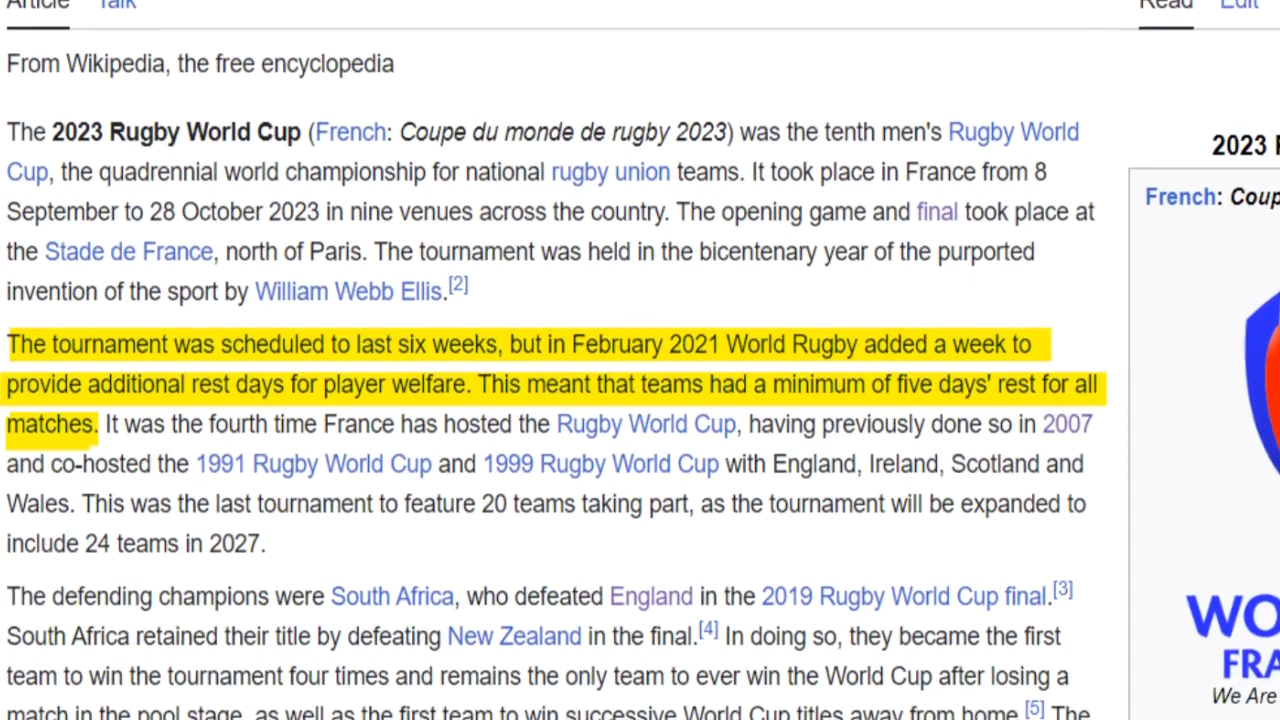 Article Talk Read Edit
From Wikipedia, the free encyclopedia
The 2023 Rugby World Cup (French: Coupe du monde de rugby 2023) was the tenth men's Rugby World
Cup, the quadrennial world championship for national rugby union teams. It took place in France from 8
September to 28 October 2023 in nine venues across the country. The opening game and final took place at
the Stade de France, north of Paris. The tournament was held in the bicentenary year of the purported
invention of the sport by William Webb Ellis.[2]
The tournament was scheduled to last six weeks, but in February 2021 World Rugby added a week to
provide additional rest days for player welfare. This meant that teams had a minimum of five days' rest for all
matches. It was the fourth time France has hosted the Rugby World Cup, having previously done so in 2007
and co-hosted the 1991 Rugby World Cup and 1999 Rugby World Cup with England, Ireland, Scotland and
Wales. This was the last tournament to feature 20 teams taking part, as the tournament will be expanded to
include 24 teams in 2027.
The defending champions were South Africa, who defeated England in the 2019 Rugby World Cup final.[3]
South Africa retained their title by defeating New Zealand in the final.[4] In doing so, they became the first
team to win the tournament four times and remains the only team to ever win the World Cup after losing a
match in the pool stage, as well as the first team to win successive World Cup titles away from home.[5] The
2023
French: Coup
WO
FRA
We Are